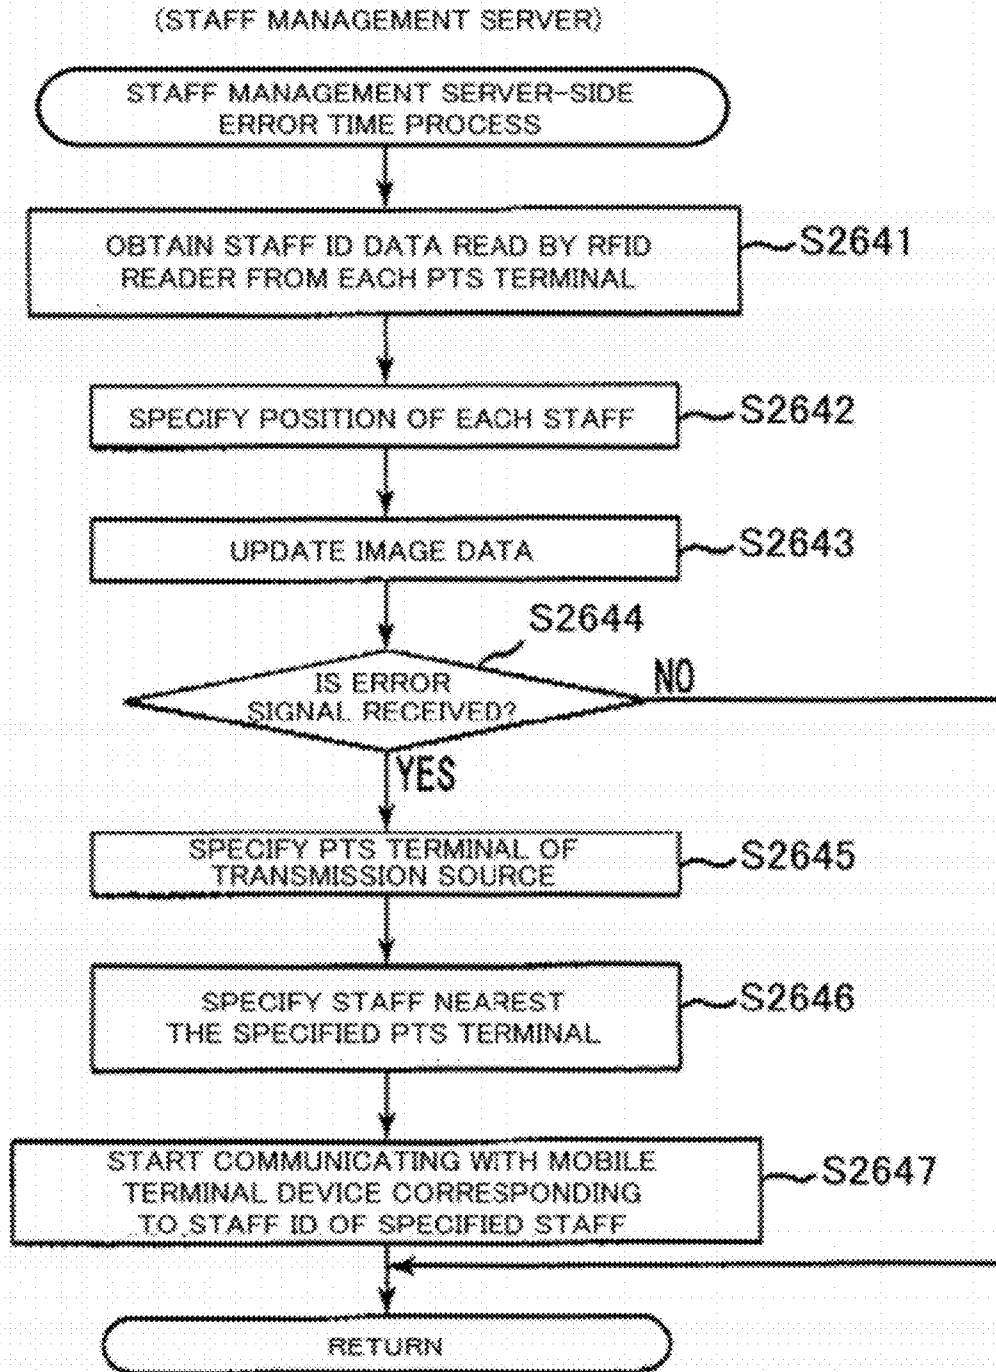 (STAFF MANAGEMENT SERVER)
STAFF MANAGEMENT SERVER-SIDE
ERROR TIME PROCESS
OBTAIN STAFF ID DATA READ BY RFID
READER FROM EACH PTS TERMINAL
S2641
SPECIFY POSITION OF EACH STAFF
S2642
UPDATE IMAGE DATA
S2643
S2644
IS ERROR
SIGNAL RECEIVED?
NO
YES
SPECIFY PTS TERMINAL OF
TRANSMISSION SOURCE
S2645
SPECIFY STAFF NEAREST
THE SPECIFIED PTS TERMINAL
S2646
START COMMUNICATING WITH MOBILE
TERMINAL DEVICE CORRESPONDING
TO STAFF ID OF SPECIFIED STAFF
S2647
RETURN